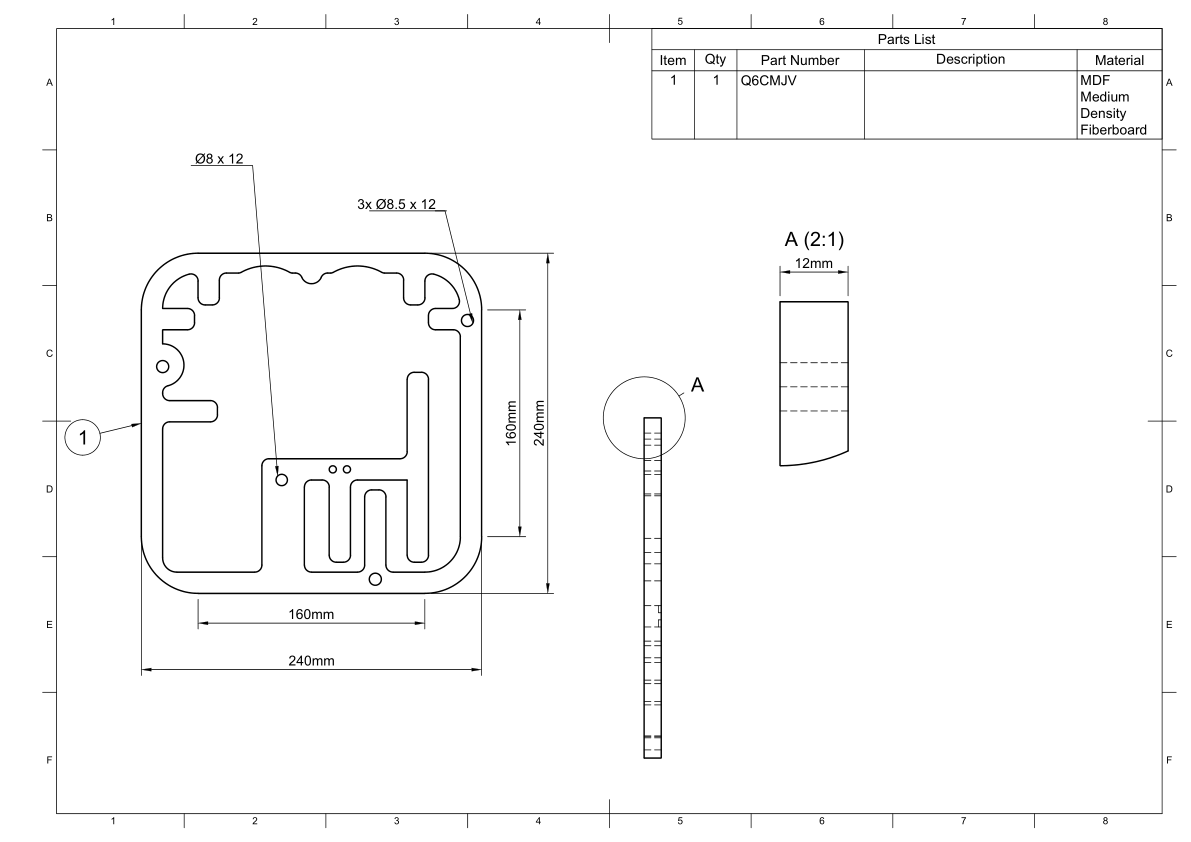 1 2 3 4 5 6 7 8
Parts List
Item Qty Part Number Description Material
1 1 Q6CMJV MDF
Medium
Density
Fiberboard
A A
Ø8 x 12
3x Ø8.5 x 12
B B
A (2:1)
12mm
C C
A
1
160mm
240mm
D D
160mm
E E
240mm
F F
1 2 3 4 5 6 7 8